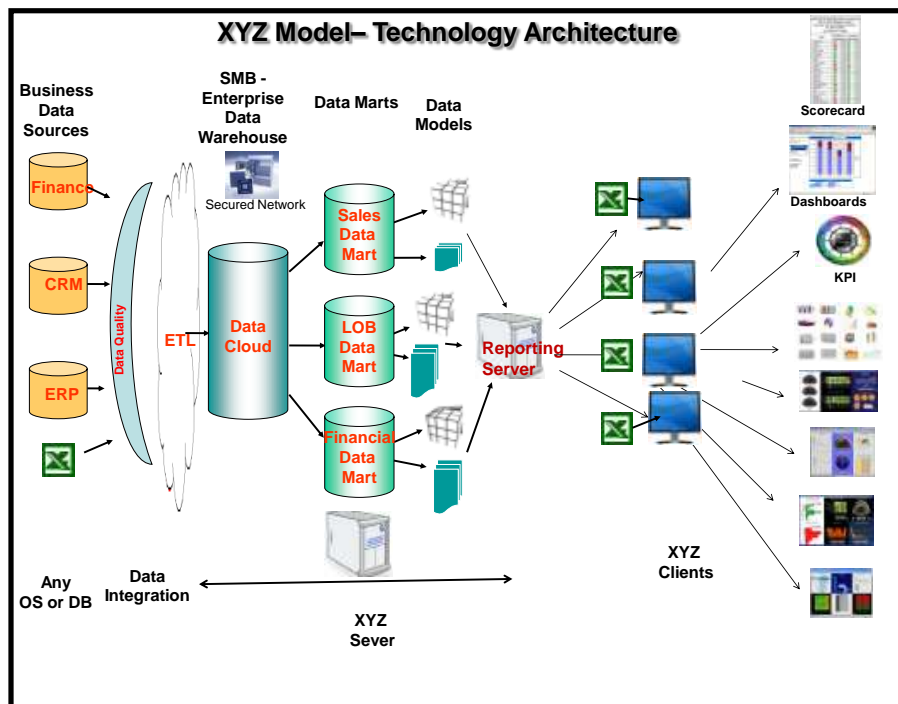 XYZ Model– Technology Architecture
Business
Data
Sources
SMB -
Enterprise
Data
Warehouse
Secured Network
Data Marts
Data
Models
Scorecard
Dashboards
KPI
Finance
CRM
ERP
Data Quality
ETL
Data
Cloud
Sales
Data
Mart
LOB
Data
Mart
Financial
Data
Mart
Reporting
Server
Any
OS or DB
Data
Integration
XYZ
Sever
XYZ
Clients